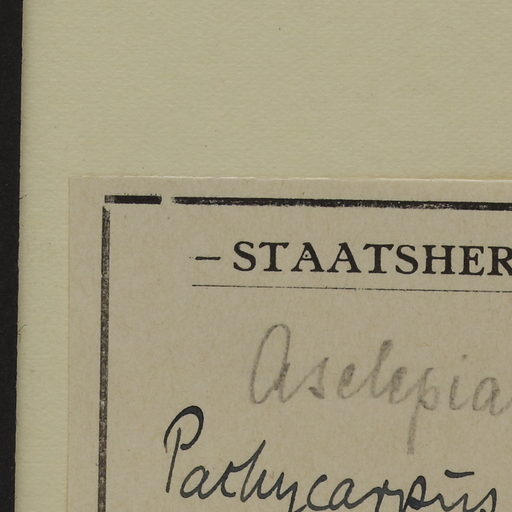 – STAATSHER
Asclepia
Pachycarpus